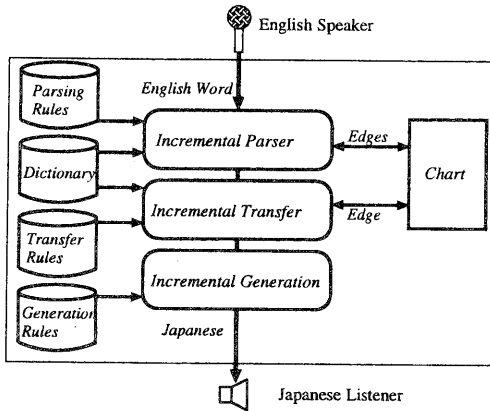 English Speaker
Parsing
Rules
English Word
Incremental Parser
Edges
Dictionary
Chart
Incremental Transfer
Edge
Transfer
Rules
Incremental Generation
Generation
Rules
Japanese
Japanese Listener